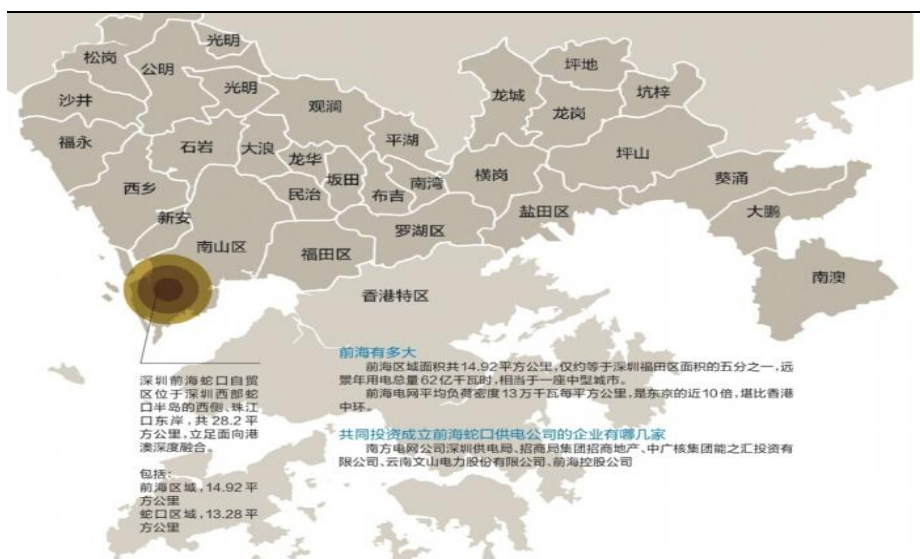 光明
松岗
公明
坪地
沙井
光明
观澜
龙城
龙岗
坑梓
福永
石岩
大浪
龙华
平湖
坪山
西乡
民治
坂田
布吉
南湾
横岗
葵涌
新安
盐田区
大鹏
南山区
福田区
罗湖区
香港特区
南澳
深圳前海蛇口自贸
区位于深圳西部蛇
口半岛的西侧、珠江
口东岸，共28.2平
方公里，立足面向港
澳深度融合。
包括：
前海区域，14.92平
方公里
蛇口区域，13.28平
方公里
前海有多大
前海区域面积共14.92平方公里，仅约等于深圳福田区面积的五分之一，远
景年用电总量62亿千瓦时，相当于一座中型城市。
前海电网平均负荷密度13万千瓦每平方公里，是东京的近10倍，堪比香港
中环。
共同投资成立前海蛇口供电公司的企业有哪几家
南方电网公司深圳供电局、招商局集团招商地产、中广核集团能之汇投资有
限公司、云南文山电力股份有限公司、前海控股公司